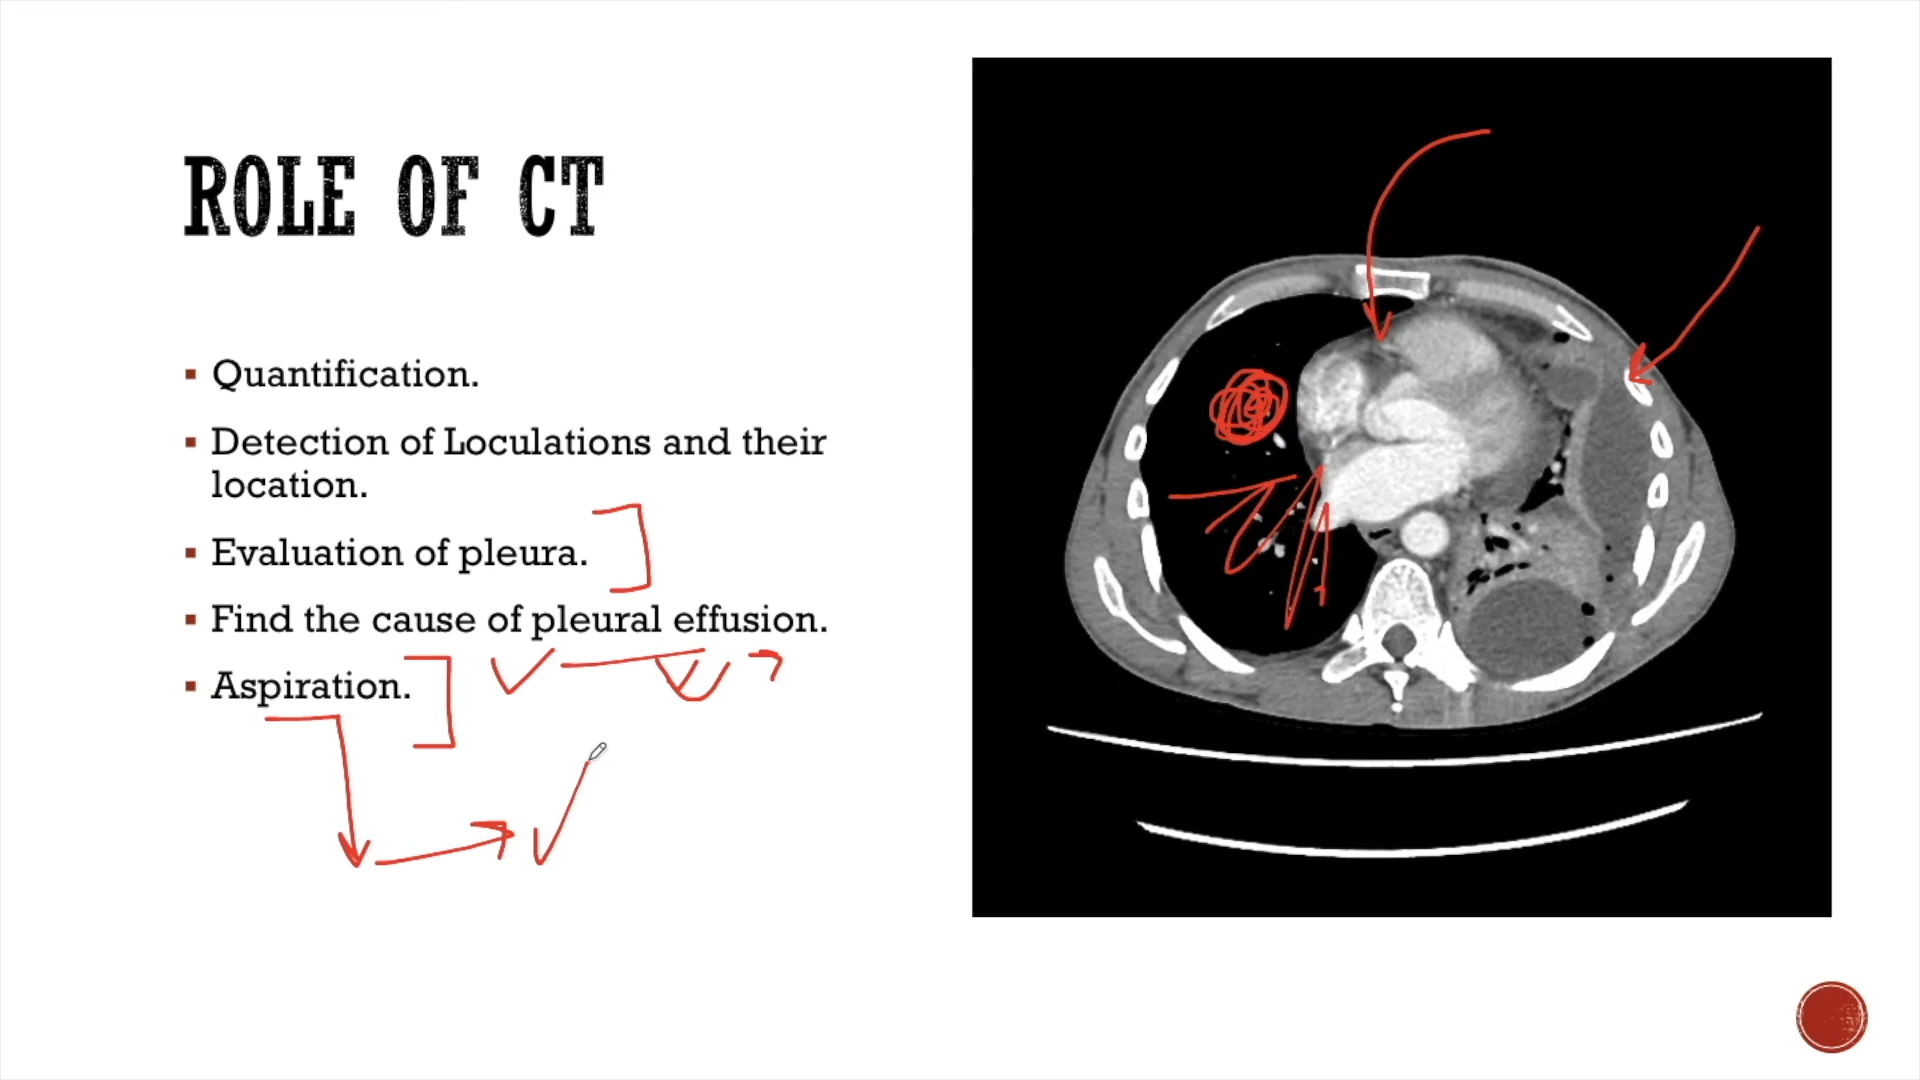 ROLE OF CT
Quantification.
Detection of Loculations and their
location.
Evaluation of pleura.
Find the cause of pleural effusion.
Aspiration.